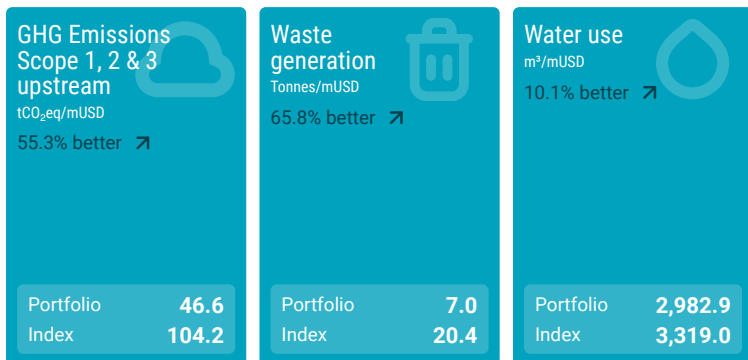 GHG Emissions
Scope 1, 2 & 3
upstream
tCO₂eq/mUSD
55.3% better
Portfolio 46.6
Index 104.2
Waste
generation
Tonnes/mUSD
65.8% better
Portfolio 7.0
Index 20.4
Water use
m³/mUSD
10.1% better
Portfolio 2,982.9
Index 3,319.0